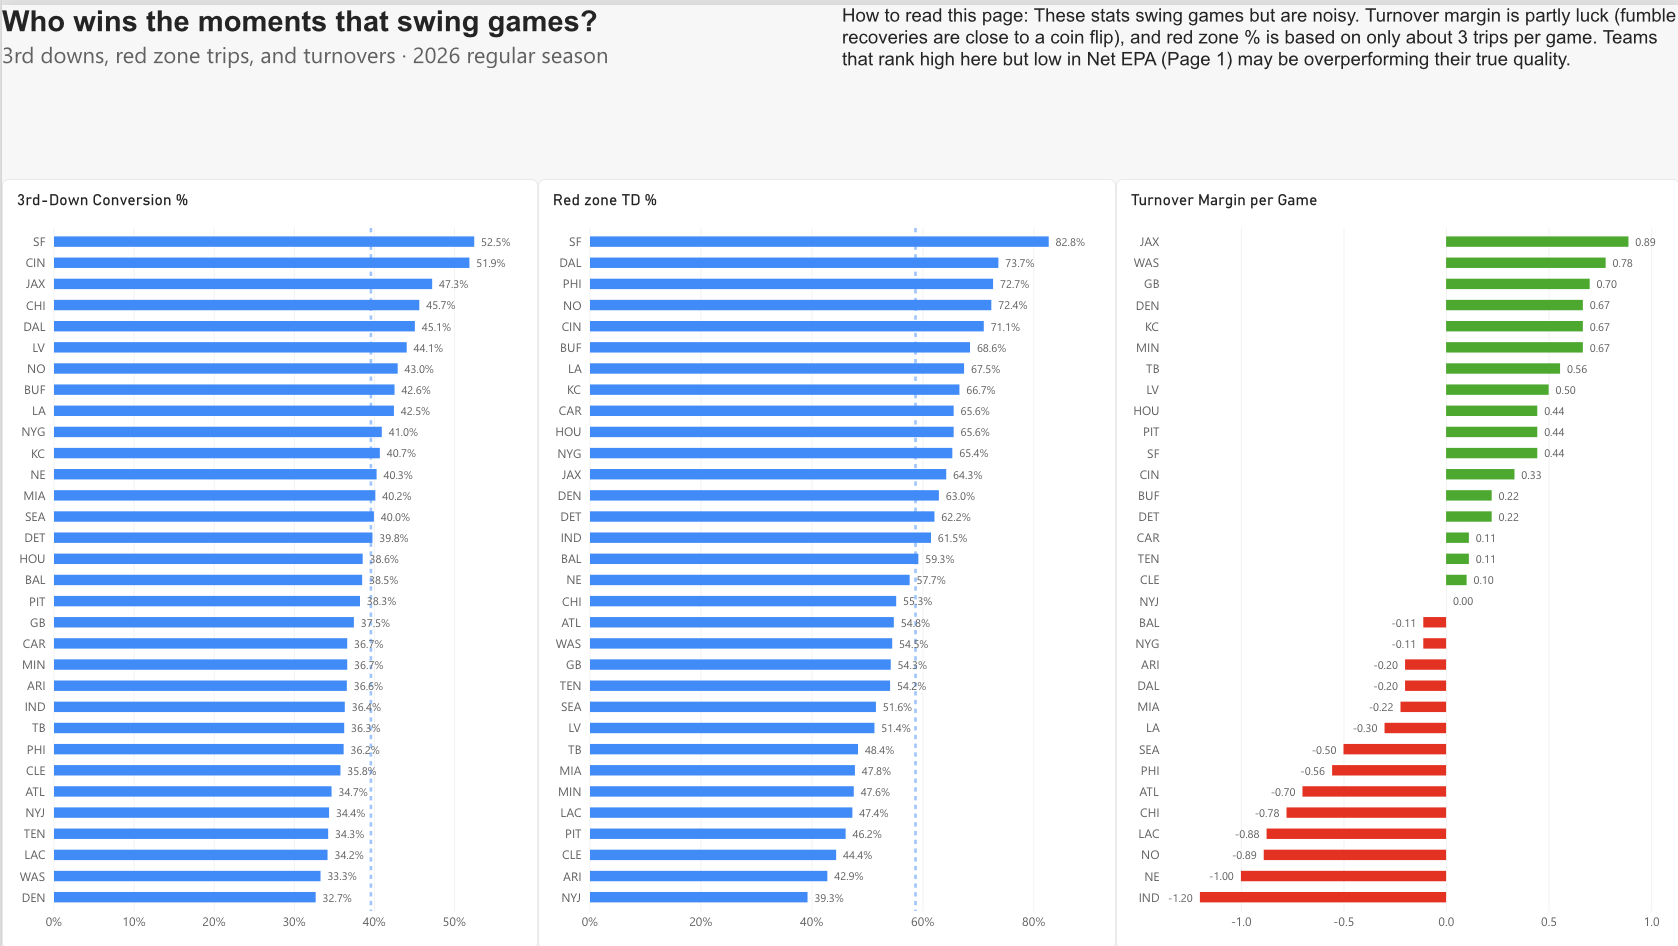 Who wins the moments that swing games?
3rd downs, red zone trips, and turnovers · 2026 regular season
How to read this page: These stats swing games but are noisy. Turnover margin is partly luck (fumble
recoveries are close to a coin flip), and red zone % is based on only about 3 trips per game. Teams
that rank high here but low in Net EPA (Page 1) may be overperforming their true quality.
3rd-Down Conversion %
SF 52.5%
CIN 51.9%
JAX 47.3%
CHI 45.7%
DAL 45.1%
LV 44.1%
NO 43.0%
BUF 42.6%
LA 42.5%
NYG 41.0%
KC 40.7%
NE 40.3%
MIA 40.2%
SEA 40.0%
DET 39.8%
HOU 38.6%
BAL 38.5%
PIT 38.3%
GB 37.5%
CAR 36.7%
MIN 36.7%
ARI 36.6%
IND 36.4%
TB 36.3%
PHI 36.2%
CLE 35.8%
ATL 34.7%
NYJ 34.4%
TEN 34.3%
LAC 34.2%
WAS 33.3%
DEN 32.7%
0% 10% 20% 30% 40% 50%
Red zone TD %
SF 82.8%
DAL 73.7%
PHI 72.7%
NO 72.4%
CIN 71.1%
BUF 68.6%
LA 67.5%
KC 66.7%
CAR 65.6%
HOU 65.6%
NYG 65.4%
JAX 64.3%
DEN 63.0%
DET 62.2%
IND 61.5%
BAL 59.3%
NE 57.7%
CHI 55.3%
ATL 54.8%
WAS 54.5%
GB 54.3%
TEN 54.2%
SEA 51.6%
LV 51.4%
TB 48.4%
MIA 47.8%
MIN 47.6%
LAC 47.4%
PIT 46.2%
CLE 44.4%
ARI 42.9%
NYJ 39.3%
0% 20% 40% 60% 80%
Turnover Margin per Game
JAX 0.89
WAS 0.78
GB 0.70
DEN 0.67
KC 0.67
MIN 0.67
TB 0.56
LV 0.50
HOU 0.44
PIT 0.44
SF 0.44
CIN 0.33
BUF 0.22
DET 0.22
CAR 0.11
TEN 0.11
CLE 0.10
NYJ 0.00
BAL -0.11
NYG -0.11
ARI -0.20
DAL -0.20
MIA -0.22
LA -0.30
SEA -0.50
PHI -0.56
ATL -0.70
CHI -0.78
LAC -0.88
NO -0.89
NE -1.00
IND -1.20
-1.0 -0.5 0.0 0.5 1.0